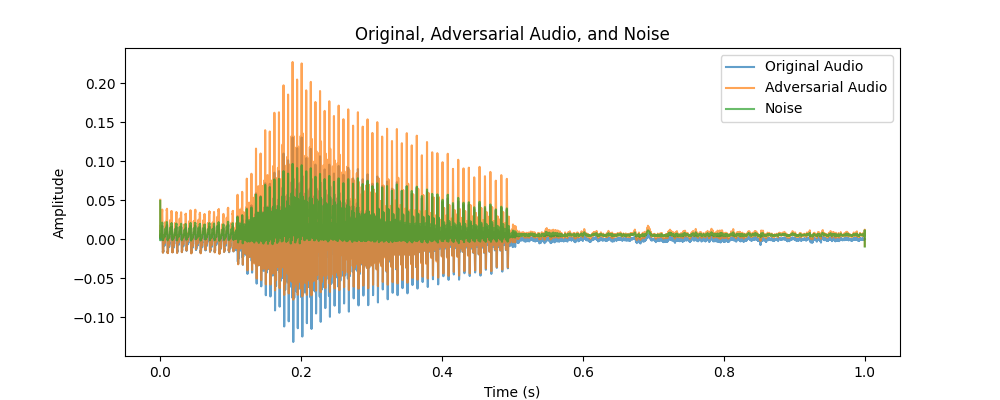 Original, Adversarial Audio, and Noise
Original Audio
Adversarial Audio
Noise
0.20
0.15
0.10
0.05
0.00
−0.05
−0.10
Amplitude
0.0 0.2 0.4 0.6 0.8 1.0
Time (s)